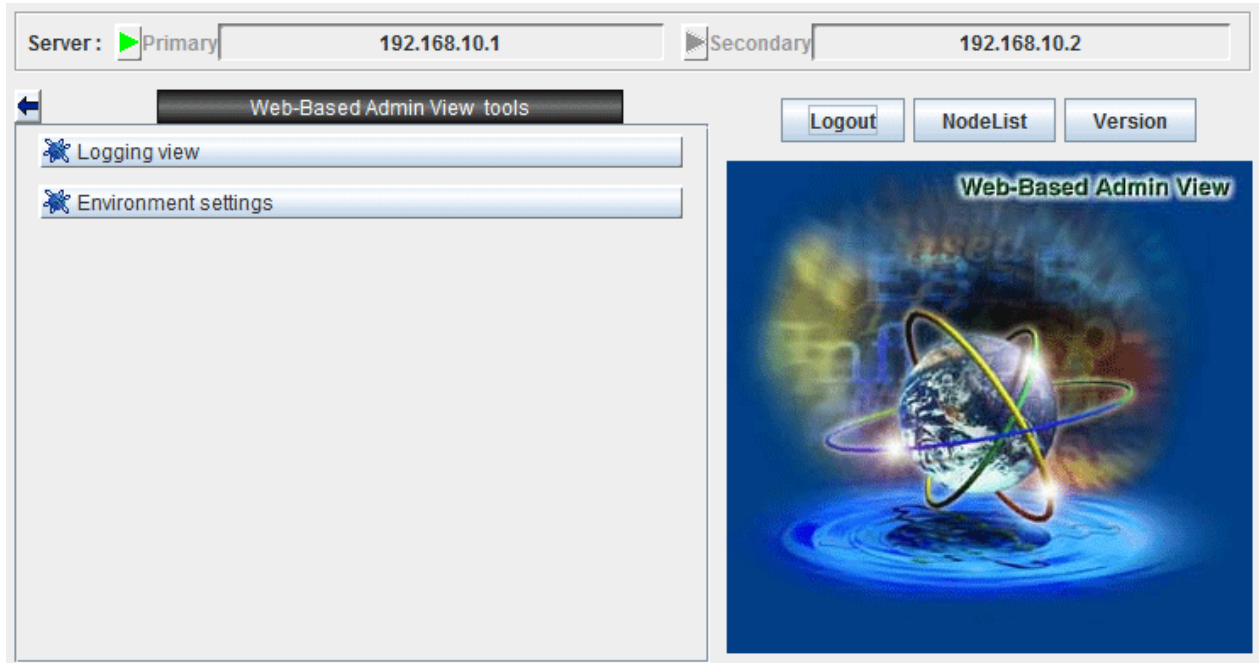 Server : Primary 192.168.10.1 Secondary 192.168.10.2
Web-Based Admin View tools
Logout NodeList Version
Logging view
Environment settings
Web-Based Admin View